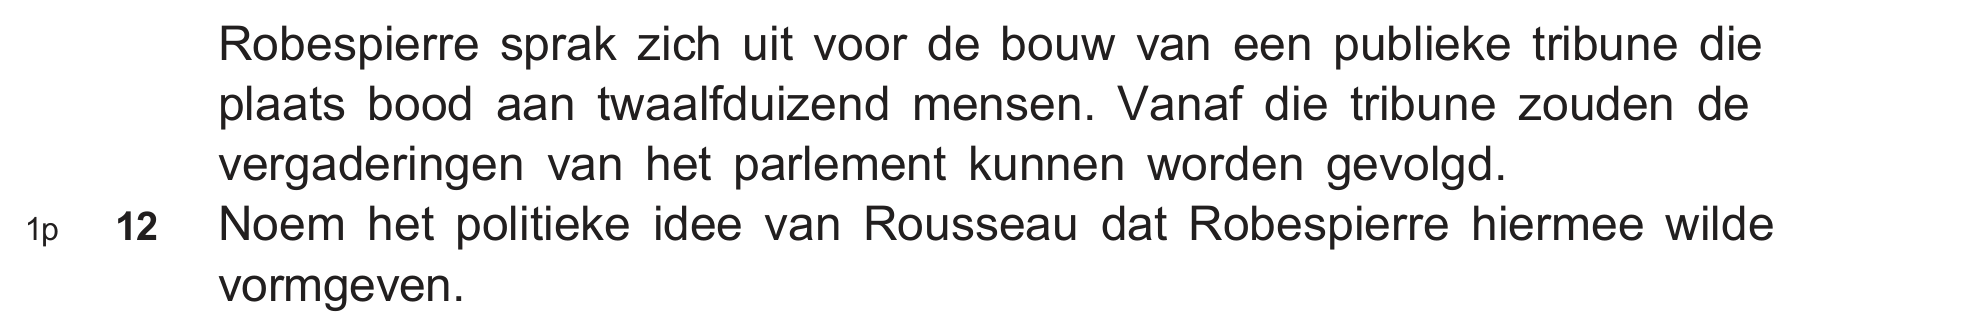 Robespierre sprak zich uit voor de bouw van een publieke tribune die
plaats bood aan twaalfduizend mensen. Vanaf die tribune zouden de
vergaderingen van het parlement kunnen worden gevolgd.
1p 12 Noem het politieke idee van Rousseau dat Robespierre hiermee wilde
vormgeven.